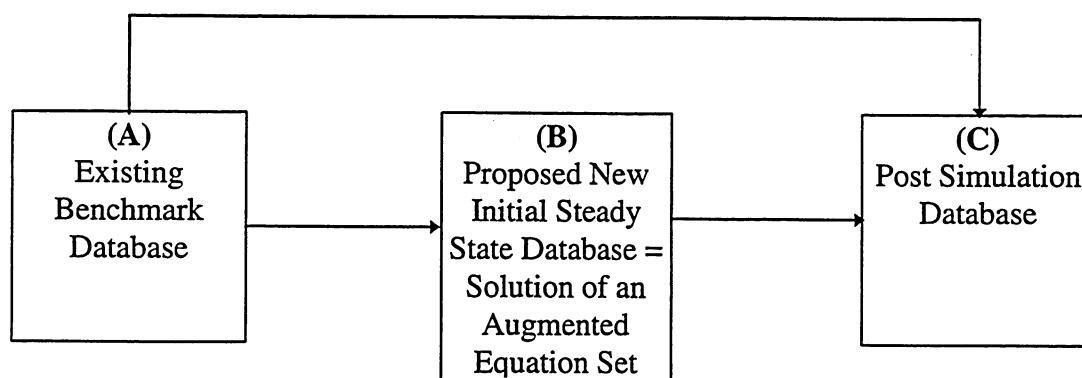 (A)
Existing
Benchmark
Database
(B)
Proposed New
Initial Steady
State Database =
Solution of an
Augmented
Equation Set
(C)
Post Simulation
Database